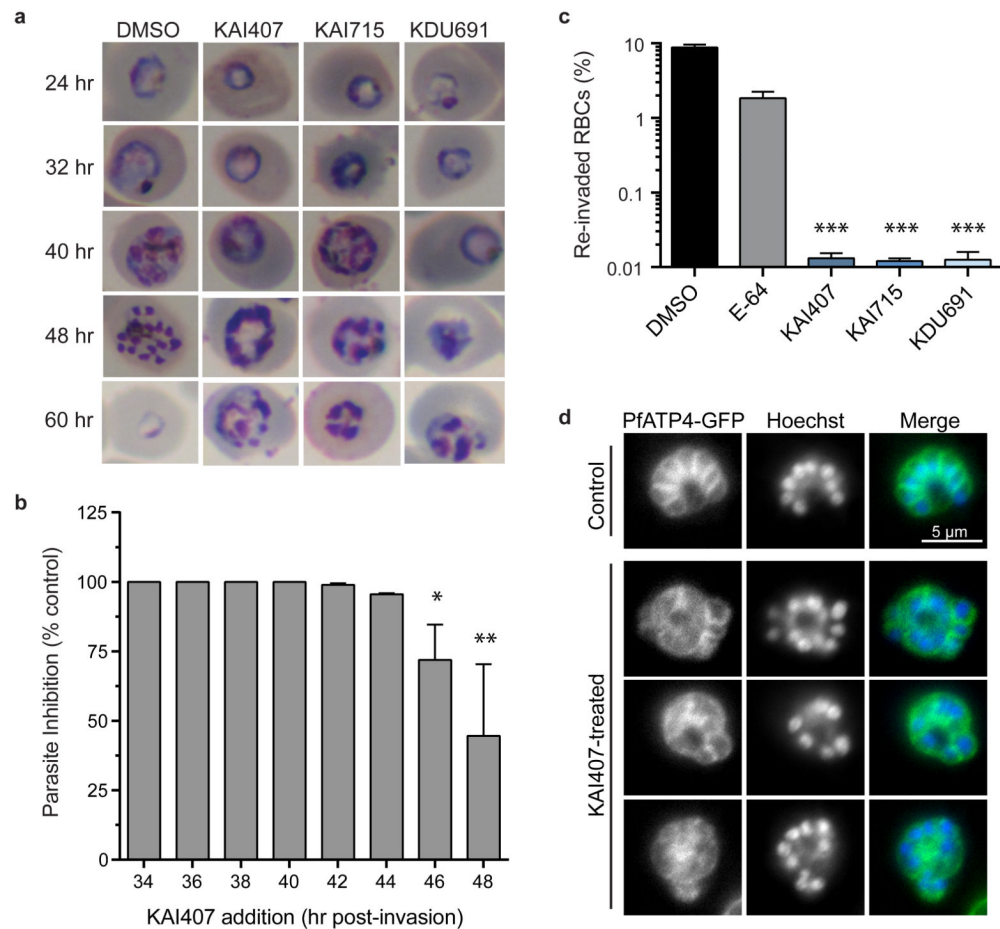 a
DMSO KAI407 KAI715 KDU691
24 hr
32 hr
40 hr
48 hr
60 hr
b
Parasite Inhibition (% control)
125
100
75
50
25
0
*
**
34 36 38 40 42 44 46 48
KAI407 addition (hr post-invasion)
c
Re-invaded RBCs (%)
10
1
0.1
0.01
*** *** ***
DMSO E-64 KAI407 KAI715 KDU691
d
PfATP4-GFP Hoechst Merge
Control
5 µm
KAI407-treated